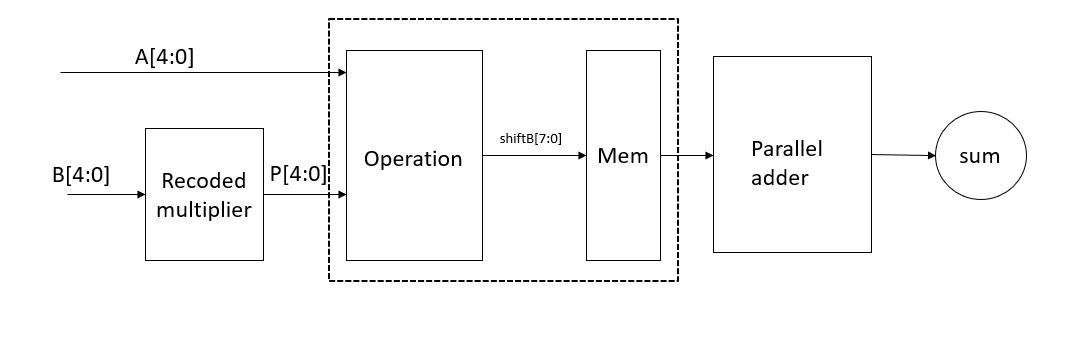 A[4:0]
B[4:0]
Recoded
multiplier
P[4:0]
Operation
shiftB[7:0]
Mem
Parallel
adder
sum